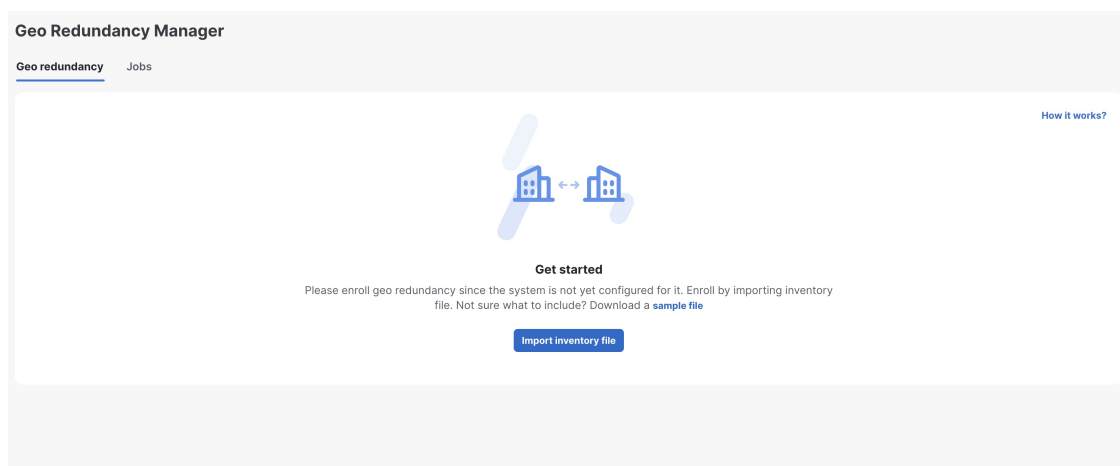 Geo Redundancy Manager
Geo redundancy Jobs
How it works?
Get started
Please enroll geo redundancy since the system is not yet configured for it. Enroll by importing inventory
file. Not sure what to include? Download a sample file
Import inventory file